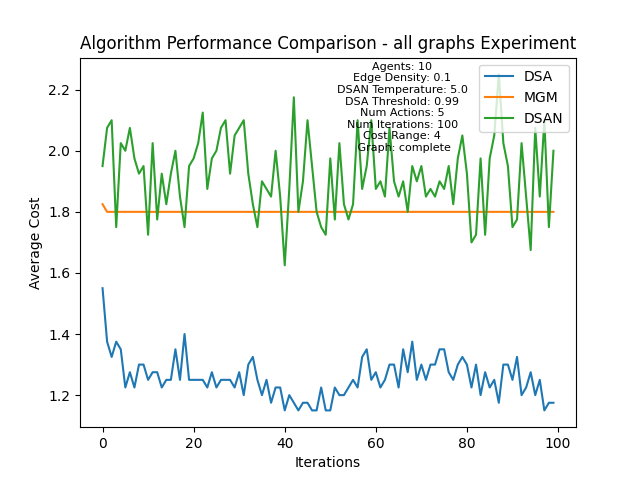 Algorithm Performance Comparison - all graphs Experiment
Agents: 10
Edge Density: 0.1
DSAN Temperature: 5.0
DSA Threshold: 0.99
Num Actions: 5
Num Iterations: 100
Cost Range: 4
Graph: complete
DSA
MGM
DSAN
2.2
2.0
1.8
1.6
1.4
1.2
Average Cost
0 20 40 60 80 100
Iterations